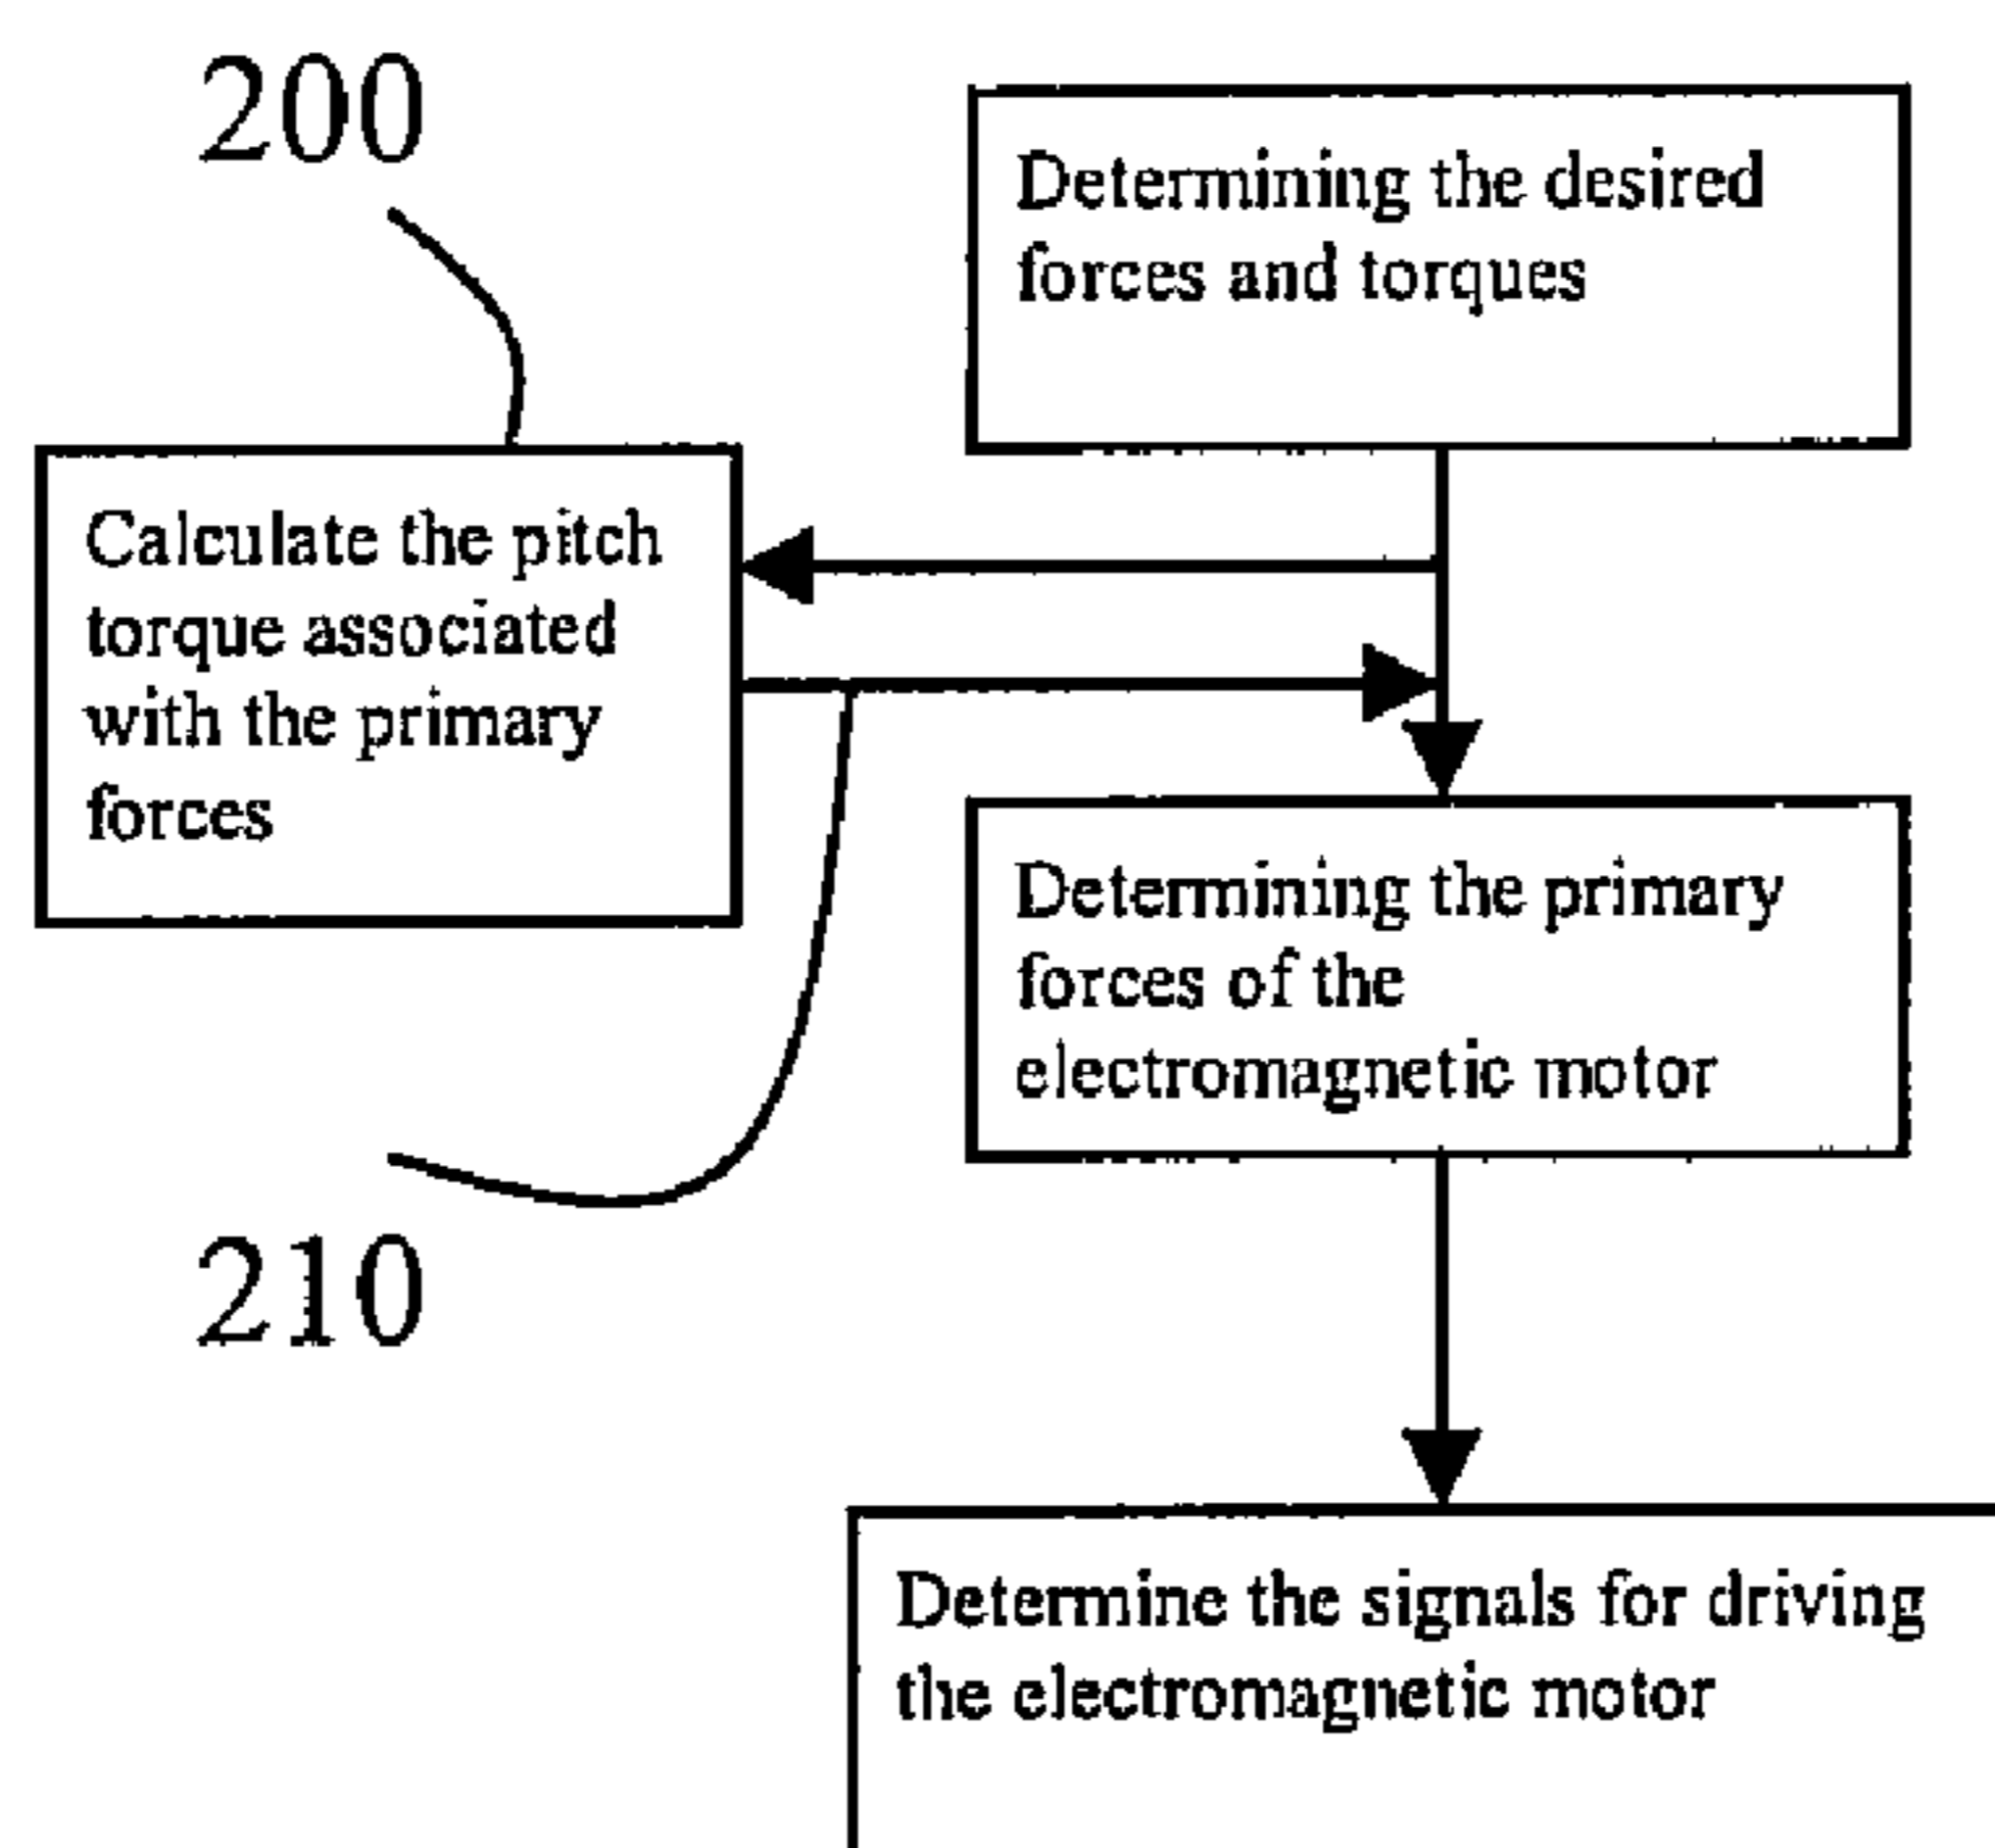 200
Determining the desired
forces and torques
Calculate the pitch
torque associated
with the primary
forces
Determining the primary
forces of the
electromagnetic motor
210
Determine the signals for driving
the electromagnetic motor